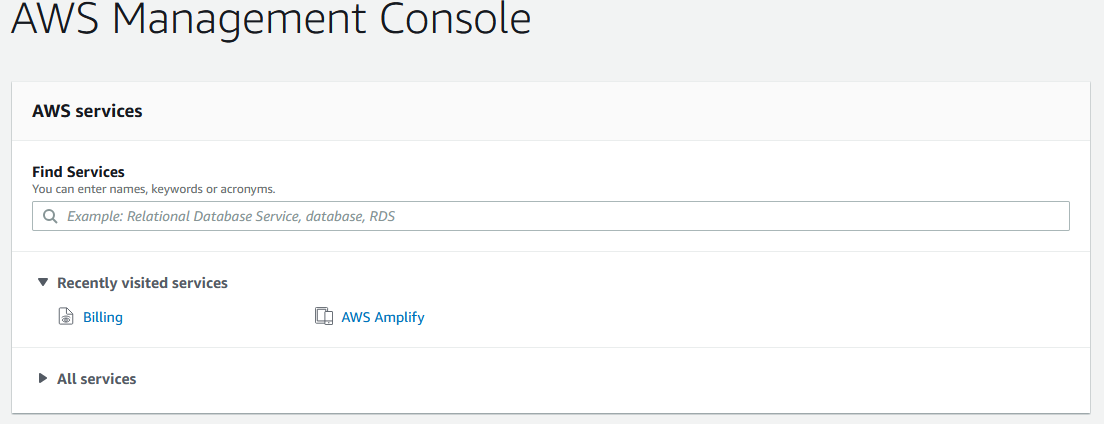 AWS Management Console
AWS services
Find Services
You can enter names, keywords or acronyms.
Example: Relational Database Service, database, RDS
Recently visited services
Billing
AWS Amplify
All services